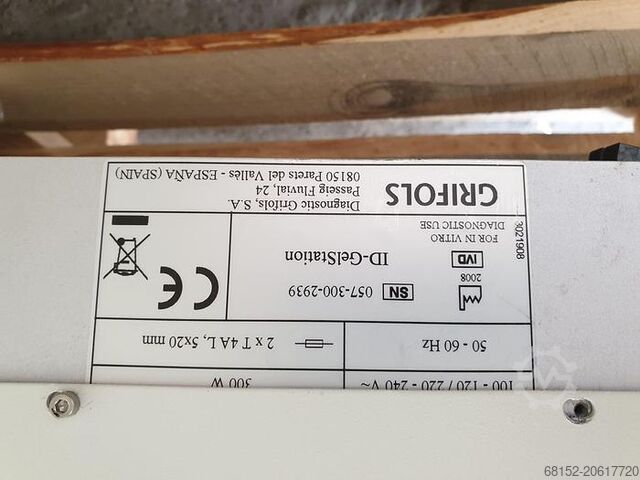 GRIFOLS
Diagnostic Grifols, S.A.
Passeig Fluvial, 24
08150 Parets del Vallès - ESPAÑA (SPAIN)
3021908
FOR IN VITRO
DIAGNOSTIC USE
IVD
ID-GelStation
2008
SN 057-300-2939
CE
50 - 60 Hz
2 x T 4A L, 5x20 mm
100 - 120 / 220 - 240 V~
300 W
68152-20617720